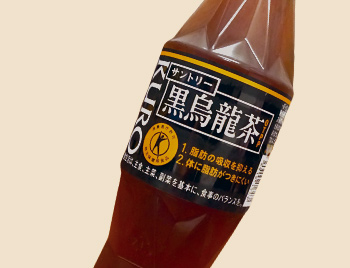 KURO
サントリー
黒烏龍茶
1. 脂肪の吸収を抑える
2. 体に脂肪がつきにくい
主食、主菜、副菜を基本に、食事のバランスを。